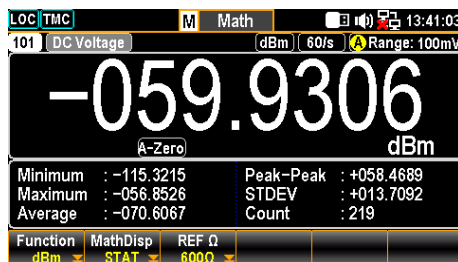 LOC TMC M Math 13:41:03
101 DC Voltage dBm 60/s A Range: 100mV
-059.9306
A-Zero dBm
Minimum : -115.3215 Peak-Peak : +058.4689
Maximum : -056.8526 STDEV : +013.7092
Average : -070.6067 Count : 219
Function MathDisp REF Ω
dBm STAT 600Ω